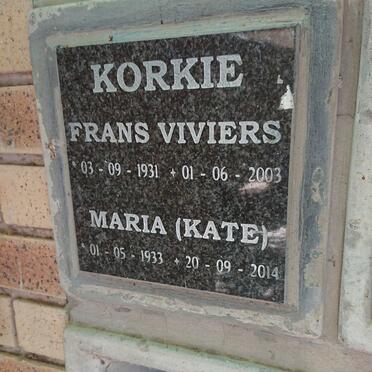 KORKIE
FRANS VIVIERS
* 03 - 09 - 1931 + 01 - 06 - 2003
MARIA (KATE)
* 01 - 05 - 1933 + 20 - 09 - 2014